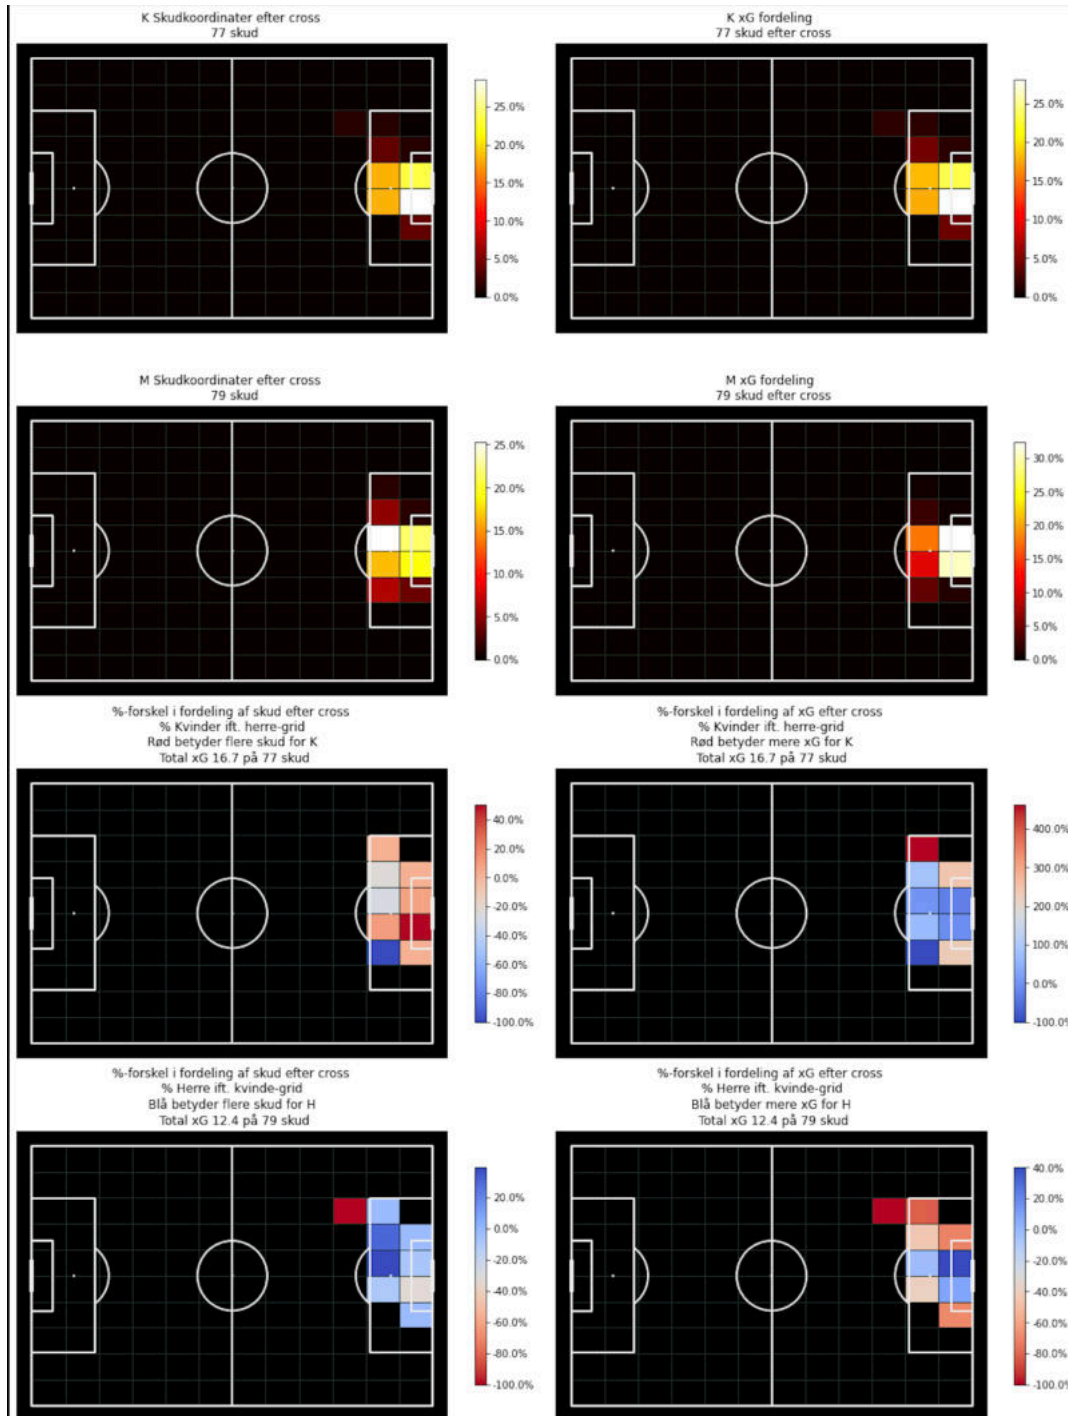 K Skudkoordinater efter cross
77 skud
25.0%
20.0%
15.0%
10.0%
5.0%
0.0%
K xG fordeling
77 skud efter cross
25.0%
20.0%
15.0%
10.0%
5.0%
0.0%
M Skudkoordinater efter cross
79 skud
25.0%
20.0%
15.0%
10.0%
5.0%
0.0%
M xG fordeling
79 skud efter cross
30.0%
25.0%
20.0%
15.0%
10.0%
5.0%
0.0%
%-forskel i fordeling af skud efter cross
% Kvinder ift. herre-grid
Rød betyder flere skud for K
Total xG 16.7 på 77 skud
40.0%
20.0%
0.0%
-20.0%
-40.0%
-60.0%
-80.0%
-100.0%
%-forskel i fordeling af xG efter cross
% Kvinder ift. herre-grid
Rød betyder mere xG for K
Total xG 16.7 på 77 skud
400.0%
300.0%
200.0%
100.0%
0.0%
-100.0%
%-forskel i fordeling af skud efter cross
% Herre ift. kvinde-grid
Blå betyder flere skud for H
Total xG 12.4 på 79 skud
20.0%
0.0%
-20.0%
-40.0%
-60.0%
-80.0%
-100.0%
%-forskel i fordeling af xG efter cross
% Herre ift. kvinde-grid
Blå betyder mere xG for H
Total xG 12.4 på 79 skud
40.0%
20.0%
0.0%
-20.0%
-40.0%
-60.0%
-80.0%
-100.0%